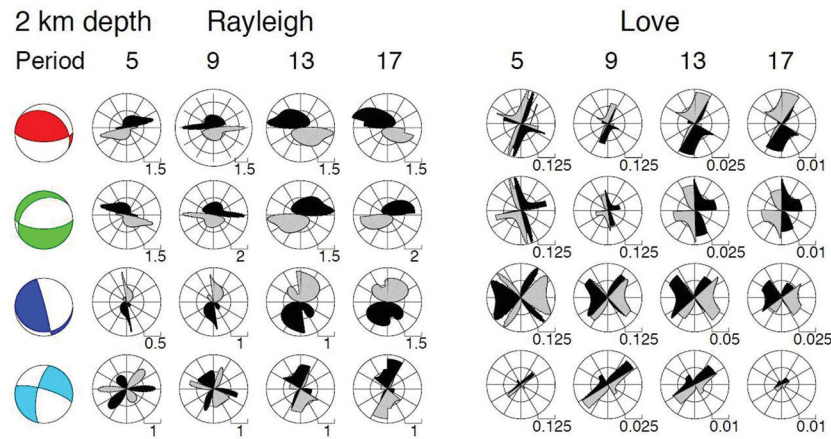 2 km depth Rayleigh Love
Period 5 9 13 17 5 9 13 17
1.5 1.5 1.5 1.5 0.125 0.125 0.025 0.01
1.5 2 1.5 2 0.125 0.125 0.025 0.01
0.5 1 1 1.5 0.125 0.125 0.05 0.025
1 1 1 1 0.125 0.025 0.01 0.01